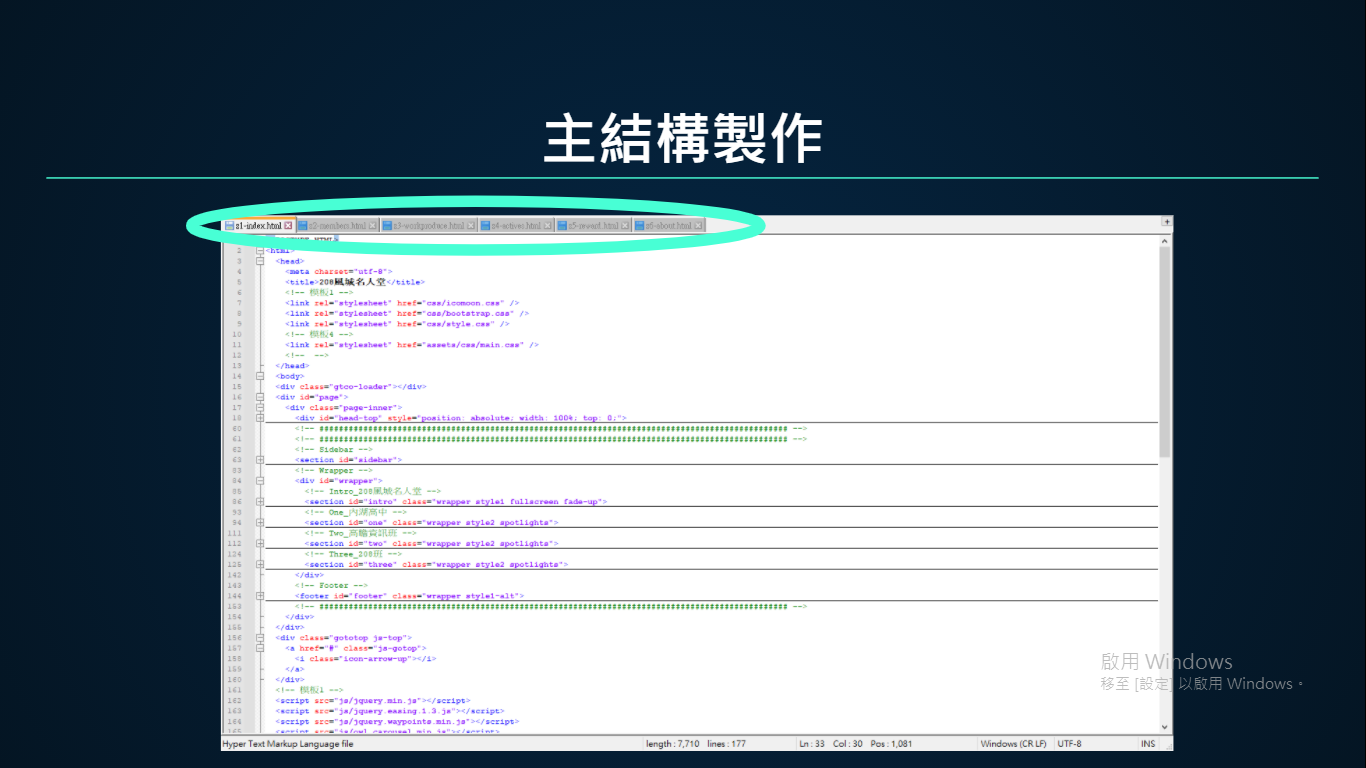 主結構製作
s1-index.html s2-members.html s3-workproduce.html s4-actives.html s5-reward.html s6-about.html
2 <html>
3 <head>
4 <meta charset="utf-8">
5 <title>208風城名人堂</title>
6 <!-- 模板1 -->
7 <link rel="stylesheet" href="css/icomoon.css" />
8 <link rel="stylesheet" href="css/bootstrap.css" />
9 <link rel="stylesheet" href="css/style.css" />
10 <!-- 模板4 -->
11 <link rel="stylesheet" href="assets/css/main.css" />
12 <!-- -->
13 </head>
14 <body>
15 <div class="gtco-loader"></div>
16 <div id="page">
17 <div class="page-inner">
18 <div id="head-top" style="position: absolute; width: 100%; top: 0;">
60
61
62 <!-- Sidebar -->
63 <section id="sidebar">
83 <!-- Wrapper -->
84 <div id="wrapper">
85 <!-- Intro_208風城名人堂 -->
86 <section id="intro" class="wrapper style1 fullscreen fade-up">
93 <!-- One_內湖高中 -->
94 <section id="one" class="wrapper style2 spotlights">
111 <!-- Two_高瞻資訊班 -->
112 <section id="two" class="wrapper style2 spotlights">
124 <!-- Three_208班 -->
125 <section id="three" class="wrapper style2 spotlights">
142 </div>
143 <!-- Footer -->
144 <footer id="footer" class="wrapper style1-alt">
153
154 </div>
155 </div>
156 <div class="gototop js-top">
157 <a href="#" class="js-gotop">
158 <i class="icon-arrow-up"></i>
159 </a>
160 </div>
161 <!-- 模板1 -->
162 <script src="js/jquery.min.js"></script>
163 <script src="js/jquery.easing.1.3.js"></script>
164 <script src="js/jquery.waypoints.min.js"></script>
165 <script src="js/owl.carousel.min.js"></script>
啟用 Windows
移至 [設定] 以啟用 Windows。
Hyper Text Markup Language file length : 7,710 lines : 177 Ln : 33 Col : 30 Pos : 1,081 Windows (CR LF) UTF-8 INS